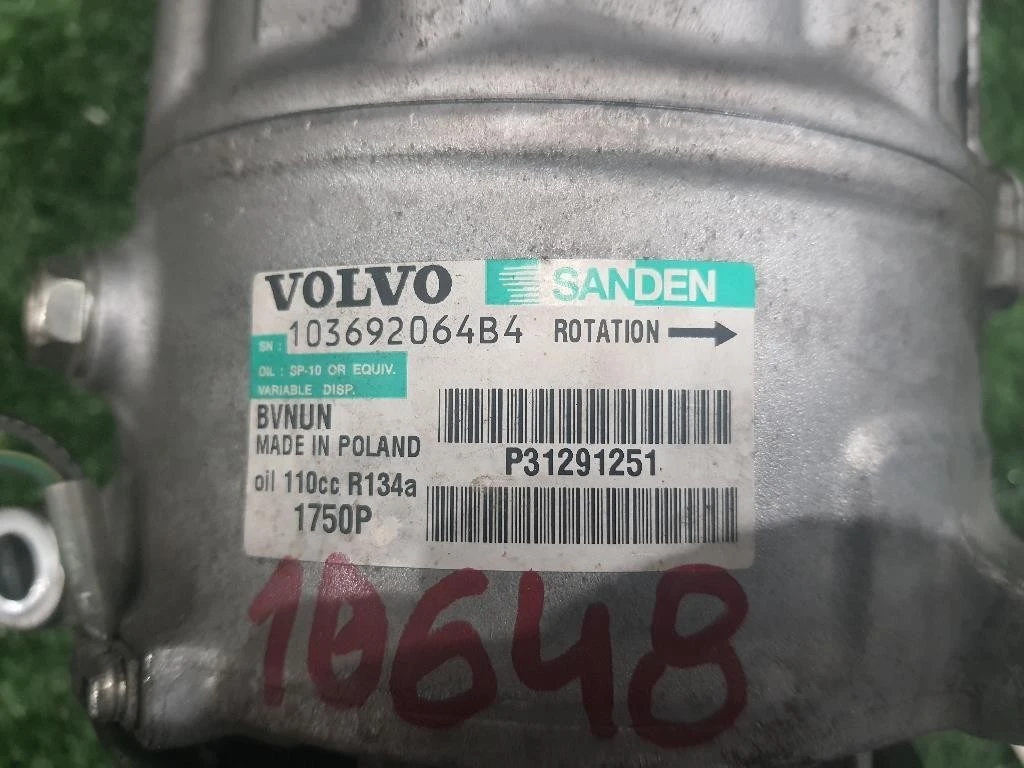 VOLVO SANDEN
SN : 103692064B4 ROTATION
OIL : SP-10 OR EQUIV.
VARIABLE DISP.
BVNUN
MADE IN POLAND
P31291251
oil 110cc R134a
1750P
10648